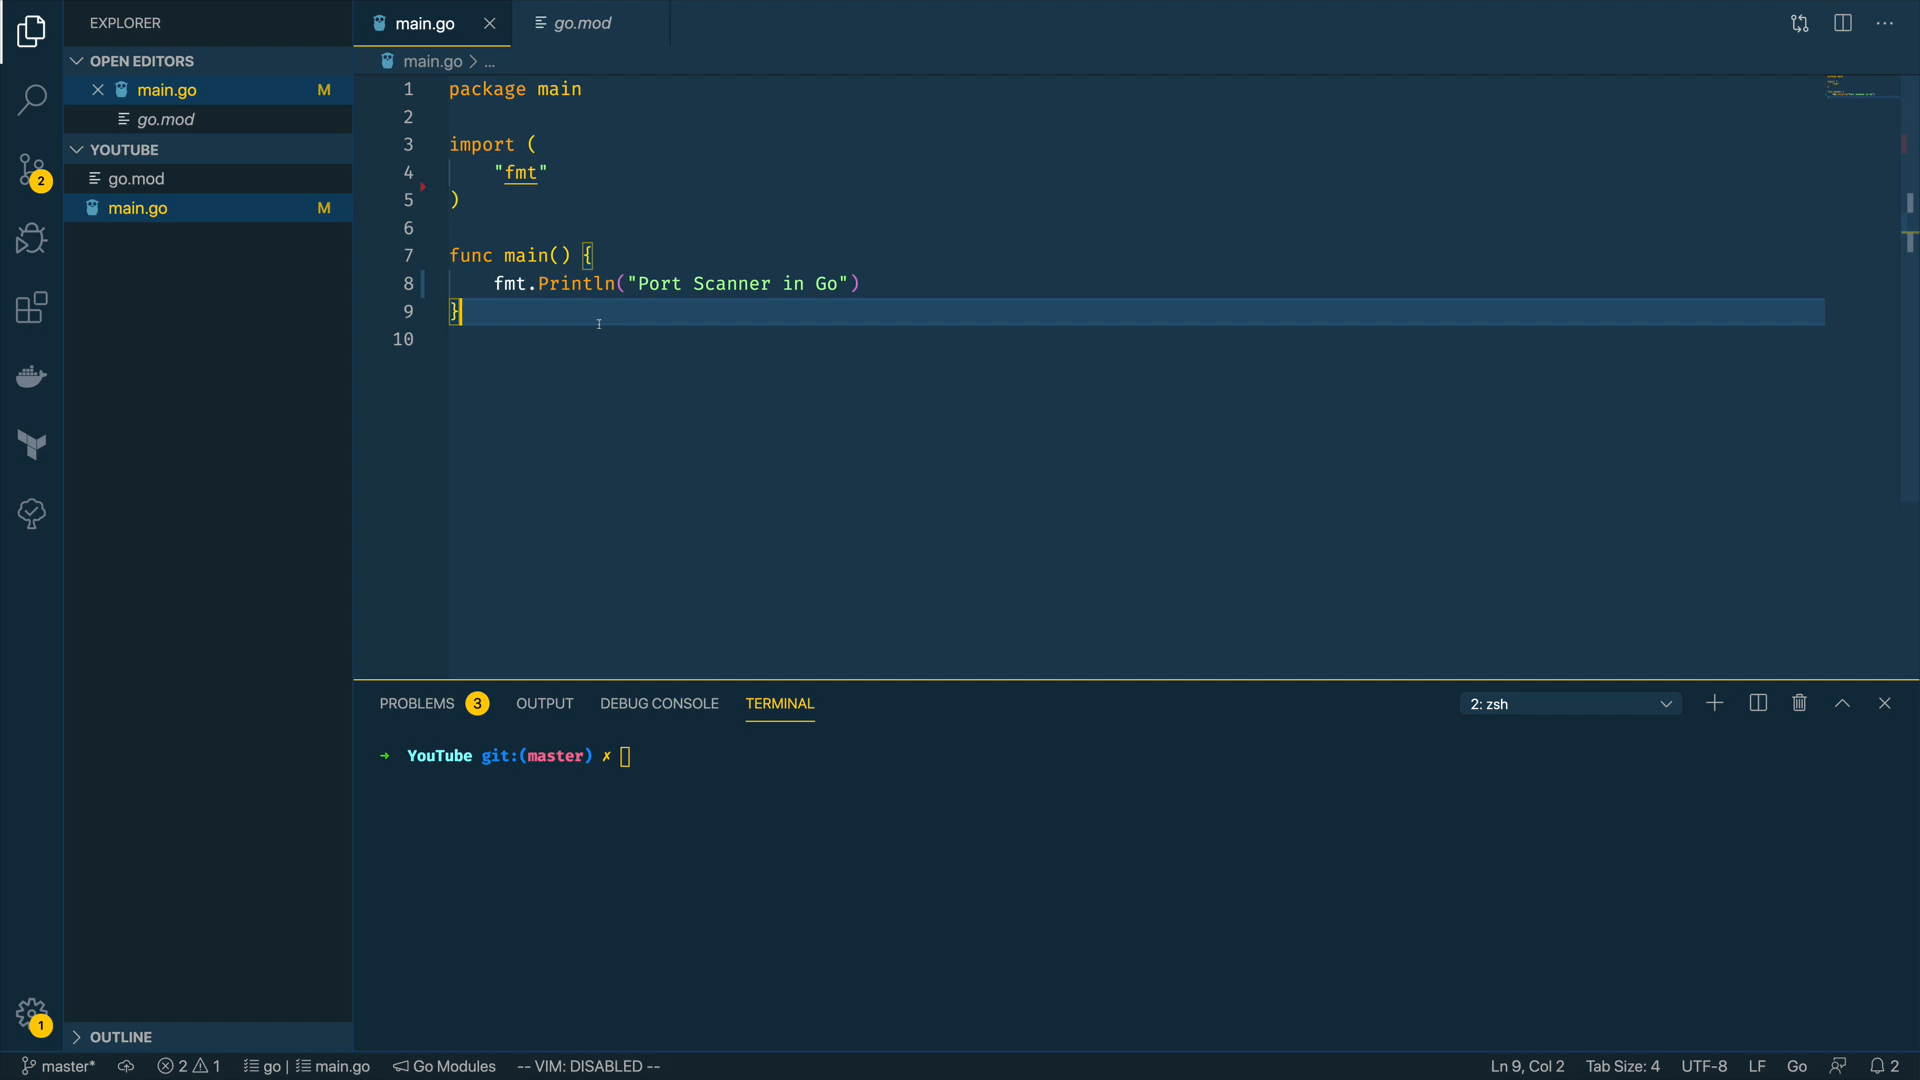 EXPLORER
OPEN EDITORS
main.go M
go.mod
YOUTUBE
go.mod
main.go M
2
1
OUTLINE
main.go
go.mod
main.go > ...
1 package main
2
3 import (
4 "fmt"
5 )
6
7 func main() {
8 fmt.Println("Port Scanner in Go")
9 }
10
PROBLEMS 3 OUTPUT DEBUG CONSOLE TERMINAL
2: zsh
→ YouTube git:(master) ✗
master* 2 1 go | main.go Go Modules -- VIM: DISABLED --
Ln 9, Col 2 Tab Size: 4 UTF-8 LF Go 2